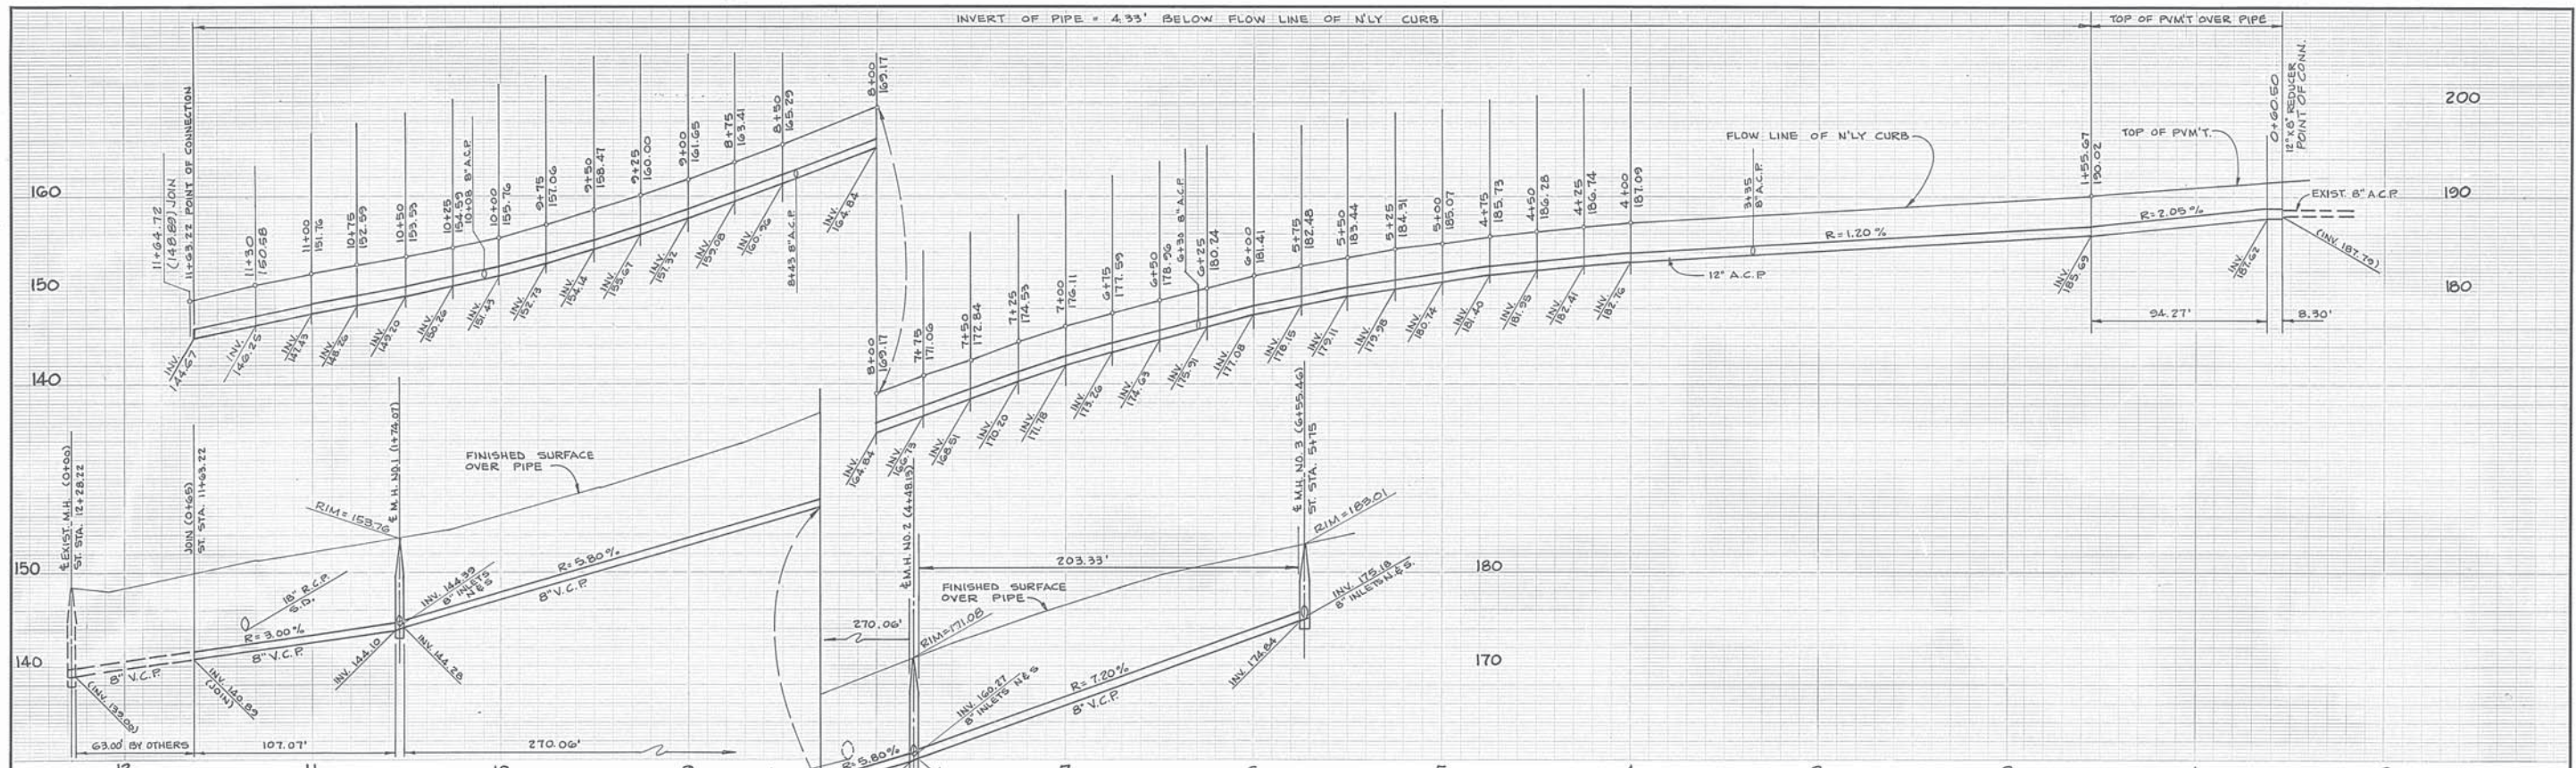 INVERT OF PIPE = 4.33' BELOW FLOW LINE OF N'LY CURB
TOP OF PVM'T OVER PIPE
11+64.72
(148.89) JOIN
11+63.22 POINT OF CONNECTION
11+30
150.58
11+00
151.76
10+75
152.59
10+50
153.53
10+25
154.59
10+08 8" A.C.P.
10+00
155.76
9+75
157.06
9+50
158.47
9+25
160.00
9+00
161.65
8+75
163.41
8+50
165.29
8+43 8" A.C.P.
8+00
169.17
INV. 144.67
INV. 146.25
INV. 147.43
INV. 148.26
INV. 149.20
INV. 150.26
INV. 151.43
INV. 152.73
INV. 154.14
INV. 155.67
INV. 157.32
INV. 159.08
INV. 160.96
INV. 164.84
160
150
140
8+00
169.17
7+75
171.06
7+50
172.84
7+25
174.53
7+00
176.11
6+75
177.59
6+50
178.96
6+30 8" A.C.P.
6+25
180.24
6+00
181.41
5+75
182.48
5+50
183.44
5+25
184.31
5+00
185.07
4+75
185.73
4+50
186.28
4+25
186.74
4+00
187.09
INV. 164.84
INV. 166.73
INV. 168.51
INV. 170.20
INV. 171.78
INV. 173.26
INV. 174.63
INV. 175.91
INV. 177.08
INV. 178.15
INV. 179.11
INV. 179.98
INV. 180.74
INV. 181.40
INV. 181.95
INV. 182.41
INV. 182.76
3+35
8" A.C.P.
FLOW LINE OF N'LY CURB
R=1.20%
12" A.C.P.
1+55.67
190.02
TOP OF PVM'T.
0+60.50
12"X8" REDUCER
POINT OF CONN.
EXIST. 8" A.C.P.
R=2.05%
INV. 185.69
INV. 187.62
(INV. 187.79)
94.27'
8.30'
200
190
180
₵ EXIST. M.H. (0+00)
ST. STA. 12+28.22
JOIN (0+65)
ST. STA. 11+63.22
₵ M.H. NO.1 (1+74.07)
RIM=153.76
FINISHED SURFACE
OVER PIPE
18" R.C.P.
S.D.
R=3.00%
8" V.C.P.
8" V.C.P.
INV. 144.39
8" INLETS
N & S
R=5.80%
8" V.C.P.
(INV. 139.00)
INV. 140.89
(JOIN)
INV. 144.10
INV. 144.28
63.00' BY OTHERS
107.07'
270.06'
150
140
₵ M.H. NO. 2 (4+48.13)
203.33'
FINISHED SURFACE
OVER PIPE
RIM=171.08
270.06'
INV. 160.27
8" INLETS N & S
R=5.80%
R=7.20%
8" V.C.P.
₵ M.H. NO. 3 (6+55.46)
ST. STA. 5+75
RIM=183.01
INV. 175.18
8" INLETS N. & S.
INV. 174.84
180
170